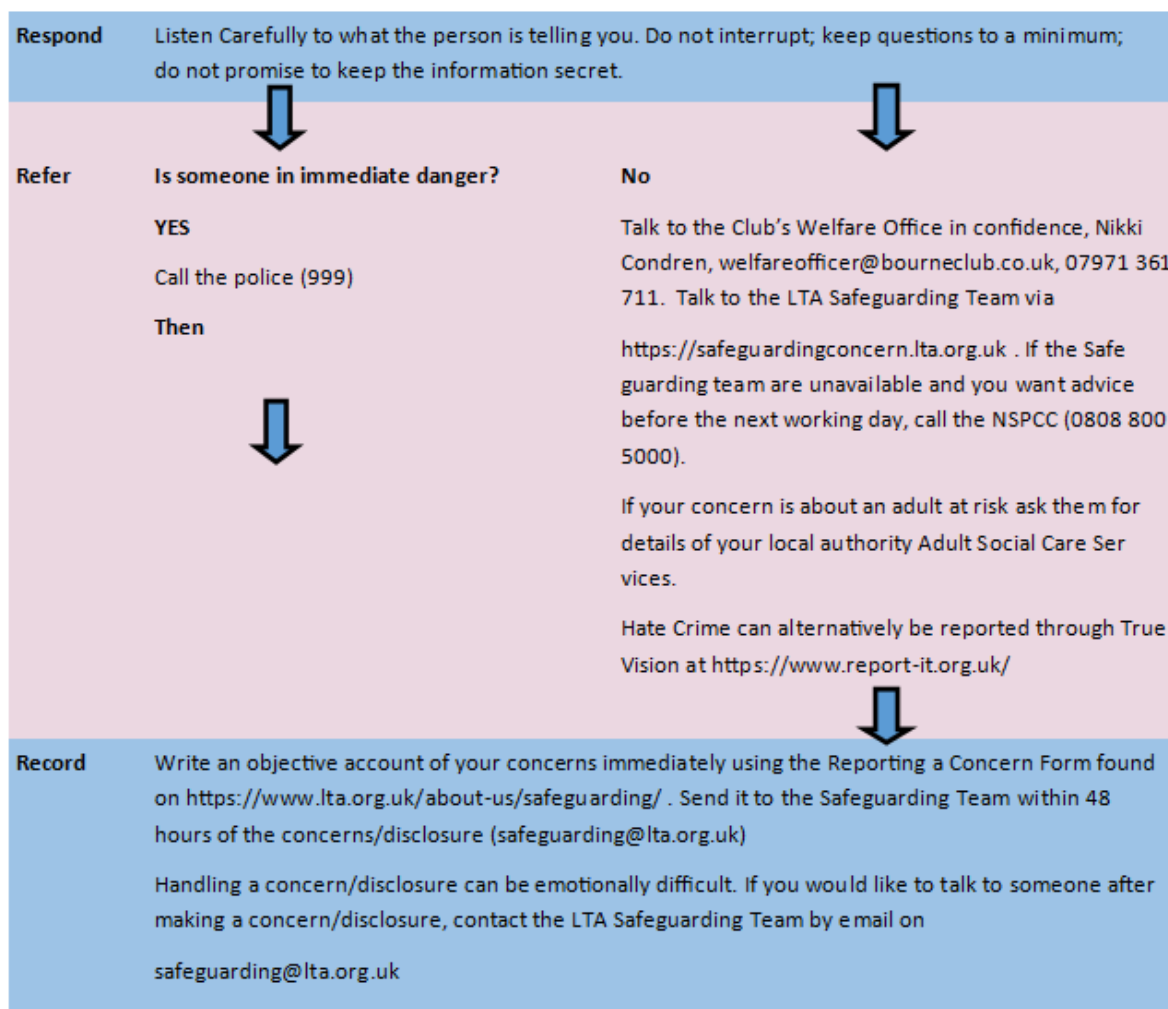 Respond Listen Carefully to what the person is telling you. Do not interrupt; keep questions to a minimum;
do not promise to keep the information secret.
Refer Is someone in immediate danger?
YES
Call the police (999)
Then
No
Talk to the Club's Welfare Office in confidence, Nikki
Condren, welfareofficer@bourneclub.co.uk, 07971 361
711. Talk to the LTA Safeguarding Team via
https://safeguardingconcern.lta.org.uk . If the Safe
guarding team are unavailable and you want advice
before the next working day, call the NSPCC (0808 800
5000).
If your concern is about an adult at risk ask them for
details of your local authority Adult Social Care Ser
vices.
Hate Crime can alternatively be reported through True
Vision at https://www.report-it.org.uk/
Record Write an objective account of your concerns immediately using the Reporting a Concern Form found
on https://www.lta.org.uk/about-us/safeguarding/ . Send it to the Safeguarding Team within 48
hours of the concerns/disclosure (safeguarding@lta.org.uk)
Handling a concern/disclosure can be emotionally difficult. If you would like to talk to someone after
making a concern/disclosure, contact the LTA Safeguarding Team by email on
safeguarding@lta.org.uk